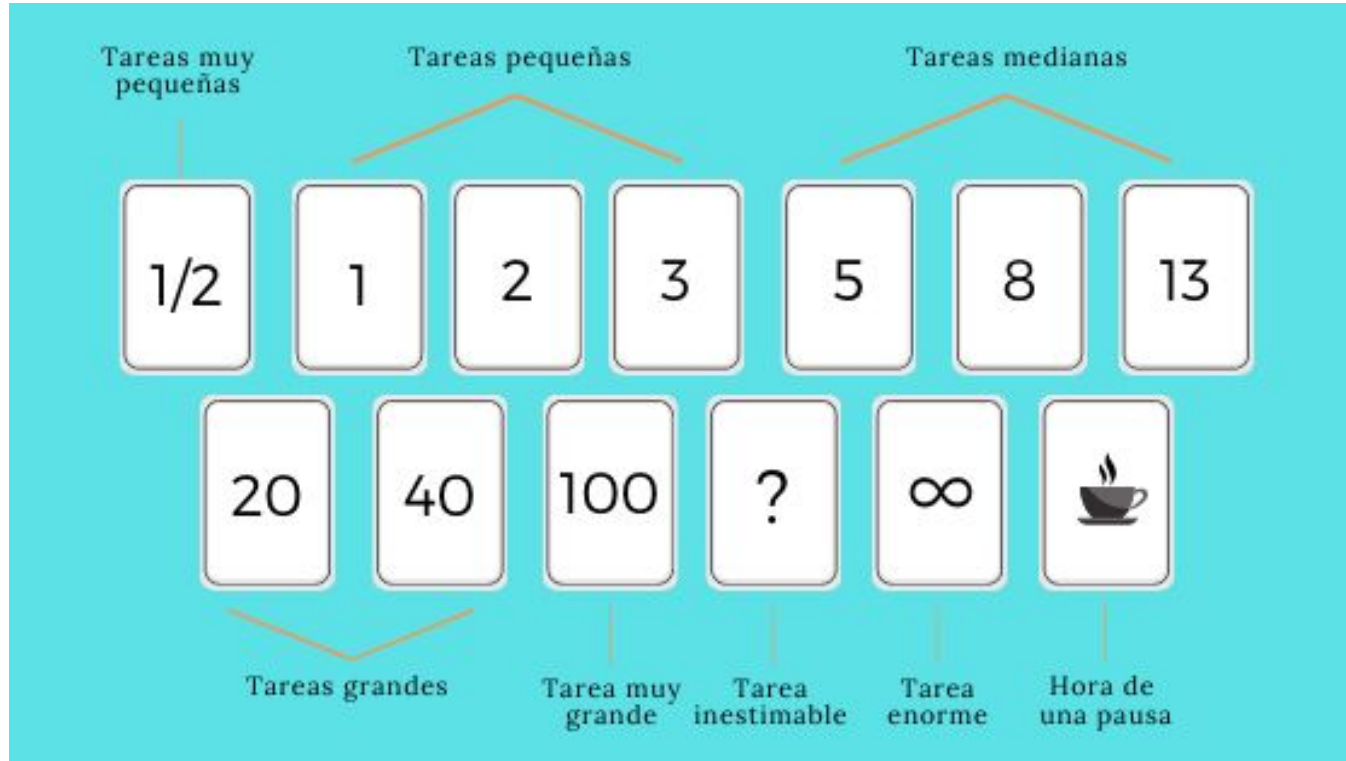 Tareas muy
pequeñas
Tareas pequeñas
Tareas medianas
1/2
1
2
3
5
8
13
20
40
100
?
∞
Tareas grandes
Tarea muy
grande
Tarea
inestimable
Tarea
enorme
Hora de
una pausa